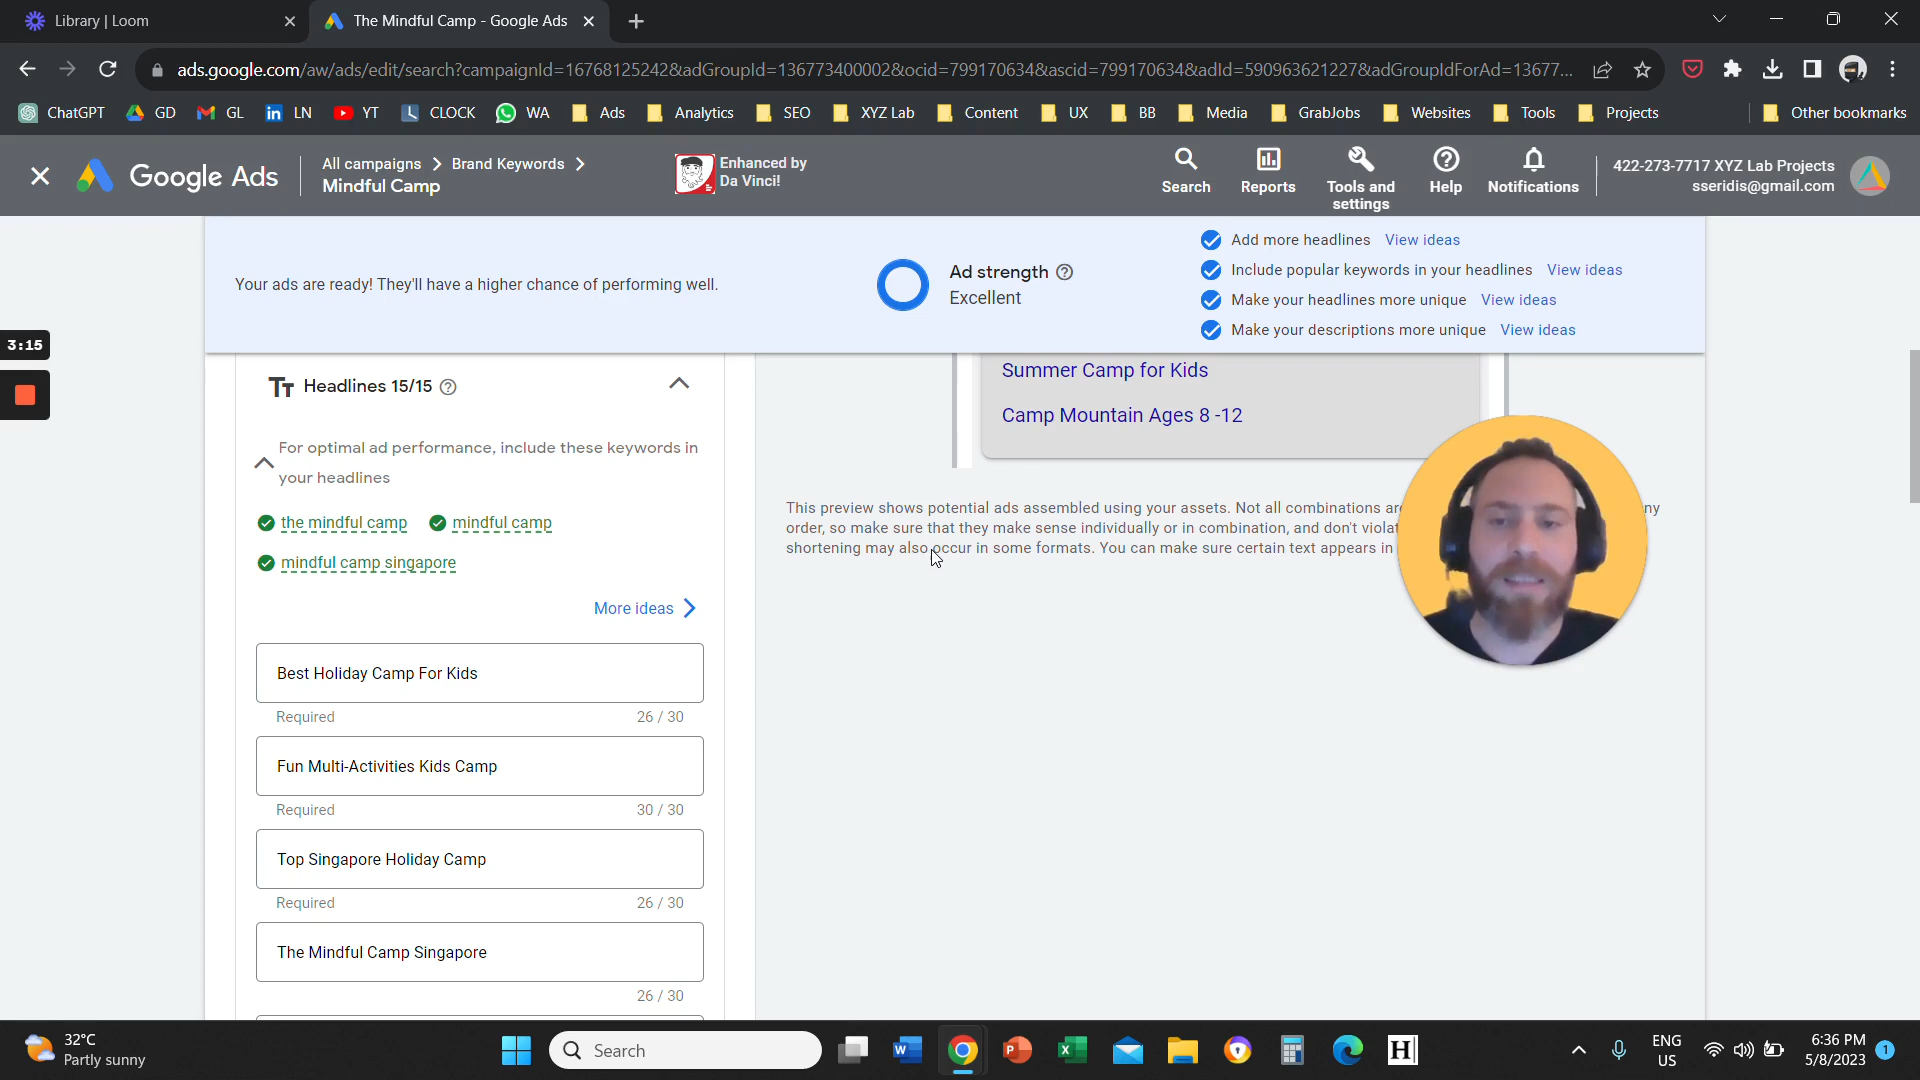 Library | Loom
The Mindful Camp - Google Ads
ads.google.com/aw/ads/edit/search?campaignId=16768125242&adGroupId=136773400002&ocid=799170634&ascid=799170634&adId=590963621227&adGroupIdForAd=13677...
ChatGPT GD GL LN YT CLOCK WA Ads Analytics SEO XYZ Lab Content UX BB Media GrabJobs Websites Tools Projects Other bookmarks
Google Ads
All campaigns > Brand Keywords >
Mindful Camp
Enhanced by
Da Vinci!
Search
Reports
Tools and
settings
Help
Notifications
422-273-7717 XYZ Lab Projects
sseridis@gmail.com
Your ads are ready! They'll have a higher chance of performing well.
Ad strength
Excellent
Add more headlines View ideas
Include popular keywords in your headlines View ideas
Make your headlines more unique View ideas
Make your descriptions more unique View ideas
3:15
Headlines 15/15
For optimal ad performance, include these keywords in
your headlines
the mindful camp mindful camp
mindful camp singapore
More ideas
Best Holiday Camp For Kids
Required 26 / 30
Fun Multi-Activities Kids Camp
Required 30 / 30
Top Singapore Holiday Camp
Required 26 / 30
The Mindful Camp Singapore
26 / 30
Summer Camp for Kids
Camp Mountain Ages 8 -12
This preview shows potential ads assembled using your assets. Not all combinations ar ny
order, so make sure that they make sense individually or in combination, and don't violat
shortening may also occur in some formats. You can make sure certain text appears in
32°C
Partly sunny
Search
ENG
US
6:36 PM
5/8/2023
1